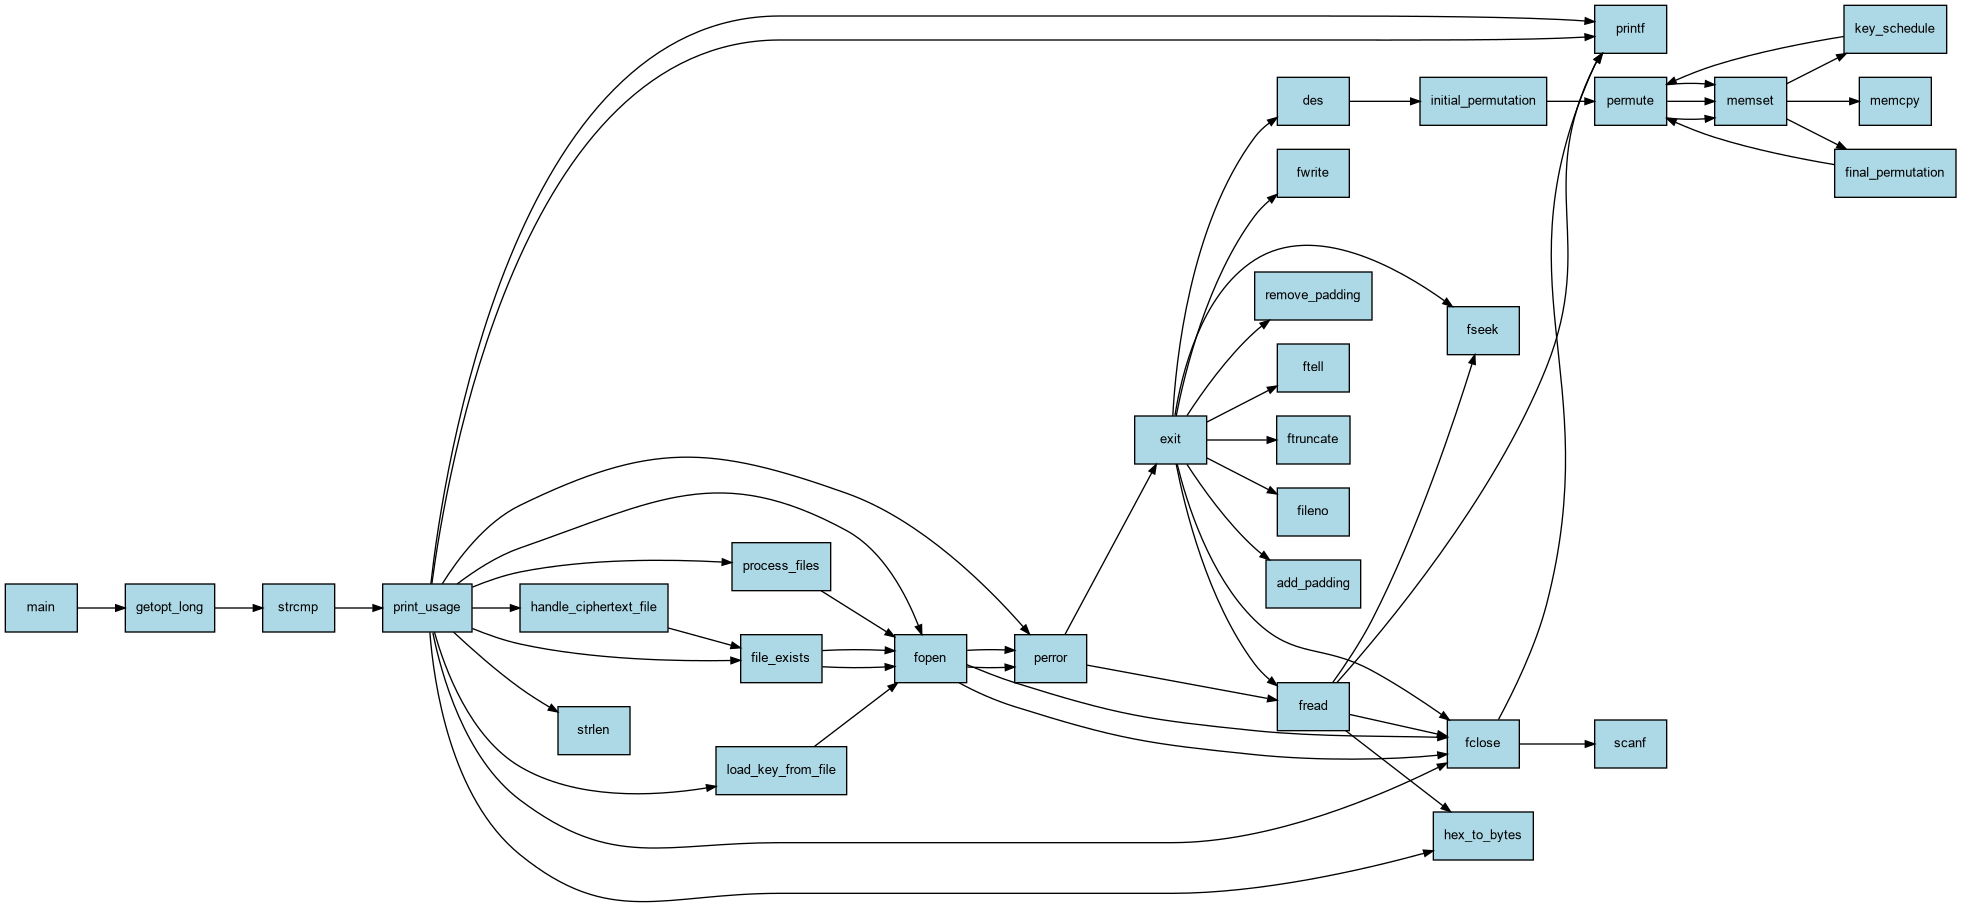 printf
key_schedule
des
initial_permutation
permute
memset
memcpy
fwrite
final_permutation
remove_padding
fseek
ftell
exit
ftruncate
fileno
process_files
add_padding
main
getopt_long
strcmp
print_usage
handle_ciphertext_file
file_exists
fopen
perror
fread
strlen
fclose
scanf
load_key_from_file
hex_to_bytes